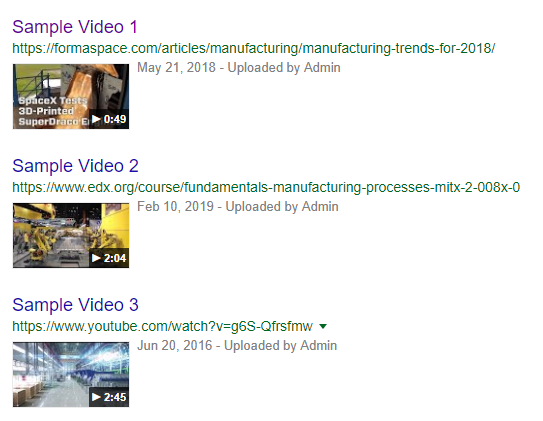 Sample Video 1
https://formaspace.com/articles/manufacturing/manufacturing-trends-for-2018/
May 21, 2018 - Uploaded by Admin
SpaceX Tests
3D-Printed
SuperDraco
0:49
Sample Video 2
https://www.edx.org/course/fundamentals-manufacturing-processes-mitx-2-008x-0
Feb 10, 2019 - Uploaded by Admin
2:04
Sample Video 3
https://www.youtube.com/watch?v=g6S-Qfrsfmw
Jun 20, 2016 - Uploaded by Admin
2:45